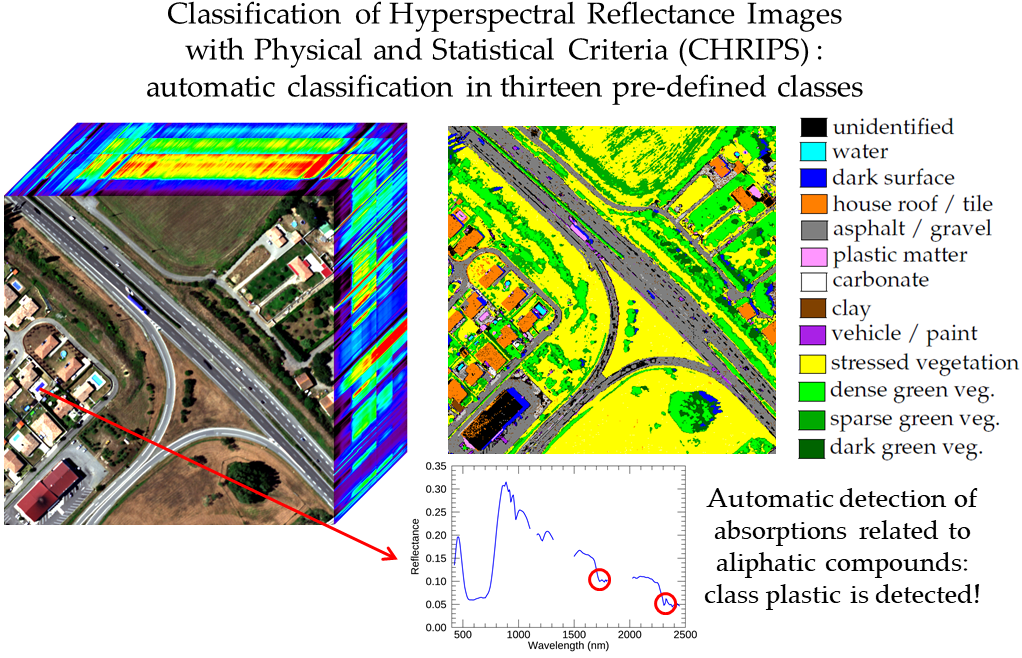 Classification of Hyperspectral Reflectance Images
with Physical and Statistical Criteria (CHRIPS) :
automatic classification in thirteen pre-defined classes
unidentified
water
dark surface
house roof / tile
asphalt / gravel
plastic matter
carbonate
clay
vehicle / paint
stressed vegetation
dense green veg.
sparse green veg.
dark green veg.
0.35
0.30
0.25
0.20
0.15
0.10
0.05
0.00
Reflectance
500 1000 1500 2000 2500
Wavelength (nm)
Automatic detection of
absorptions related to
aliphatic compounds:
class plastic is detected!